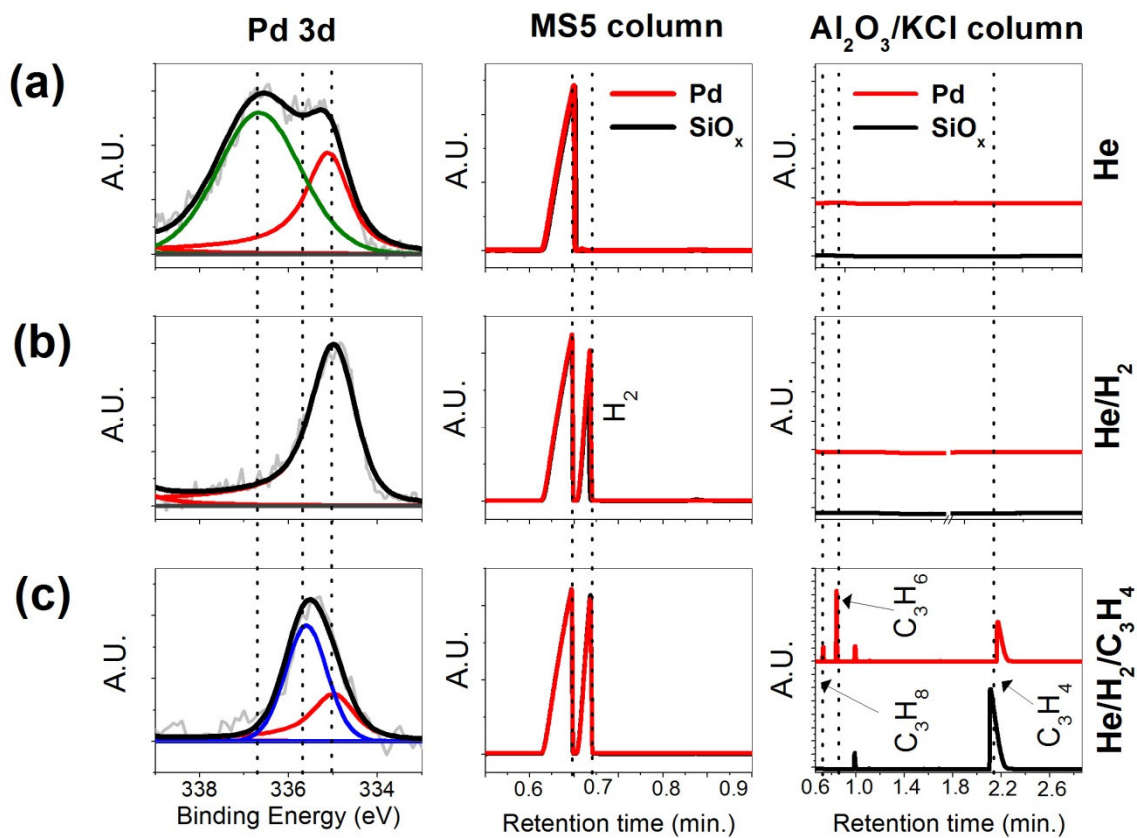 Pd 3d
MS5 column
Al₂O₃/KCl column
(a)
A.U.
A.U.
Pd
SiOₓ
A.U.
Pd
SiOₓ
He
(b)
A.U.
A.U.
H₂
A.U.
He/H₂
(c)
A.U.
A.U.
A.U.
C₃H₆
C₃H₈
C₃H₄
He/H₂/C₃H₄
338 336 334
0.6 0.7 0.8 0.9
0.6 1.0 1.4 1.8 2.2 2.6
Binding Energy (eV)
Retention time (min.)
Retention time (min.)